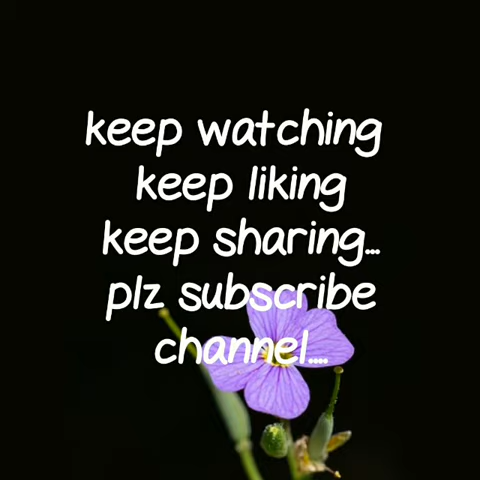 keep watching
keep liking
keep sharing...
plz subscribe
channel....